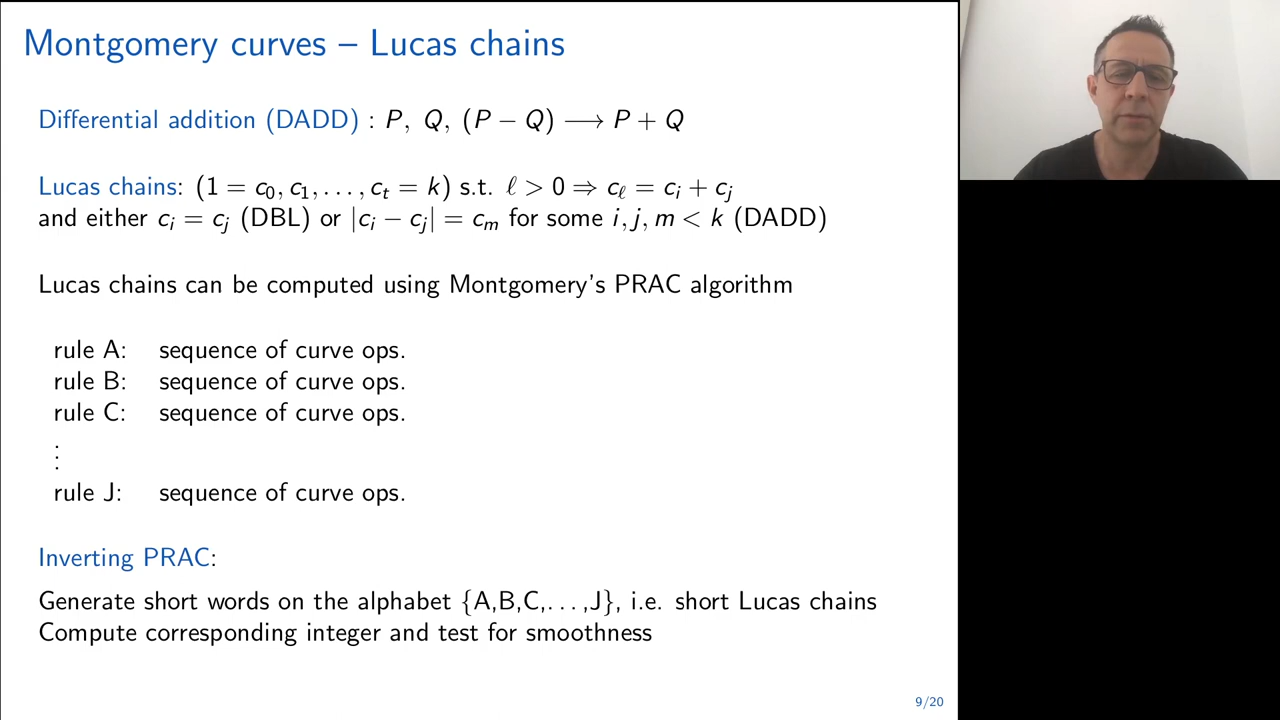 Montgomery curves – Lucas chains
Differential addition (DADD) : P, Q, (P − Q) ⟶ P + Q
Lucas chains: (1 = c₀, c₁, . . . , cₜ = k) s.t. ℓ > 0 ⇒ c_ℓ = cᵢ + cⱼ
and either cᵢ = cⱼ (DBL) or |cᵢ − cⱼ| = cₘ for some i, j, m < k (DADD)
Lucas chains can be computed using Montgomery's PRAC algorithm
rule A: sequence of curve ops.
rule B: sequence of curve ops.
rule C: sequence of curve ops.
⋮
rule J: sequence of curve ops.
Inverting PRAC:
Generate short words on the alphabet {A,B,C,. . . ,J}, i.e. short Lucas chains
Compute corresponding integer and test for smoothness
9/20